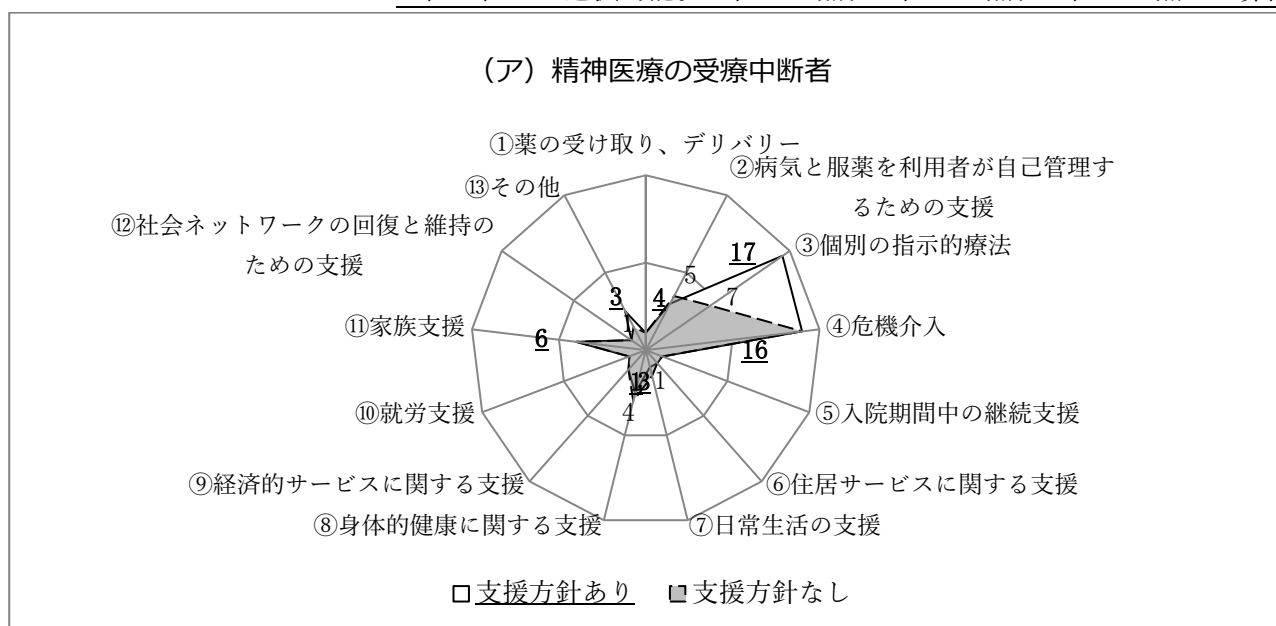 （ア）精神医療の受療中断者
①薬の受け取り、デリバリー
②病気と服薬を利用者が自己管理す
るための支援
⑬その他
⑫社会ネットワークの回復と維持の
ための支援
③個別の指示的療法
17
5
7
3
4
1
⑪家族支援
6
④危機介入
16
1
3
1
4
⑩就労支援
⑤入院期間中の継続支援
⑨経済的サービスに関する支援
⑥住居サービスに関する支援
⑧身体的健康に関する支援
⑦日常生活の支援
支援方針あり 支援方針なし